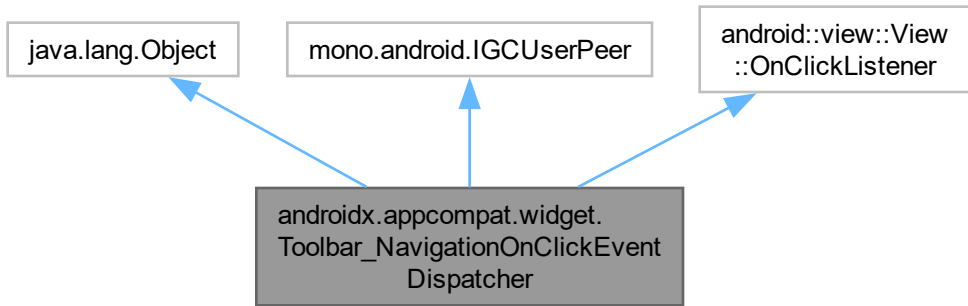 java.lang.Object
mono.android.IGCUserPeer
android::view::View
::OnClickListener
androidx.appcompat.widget.
Toolbar_NavigationOnClickEvent
Dispatcher